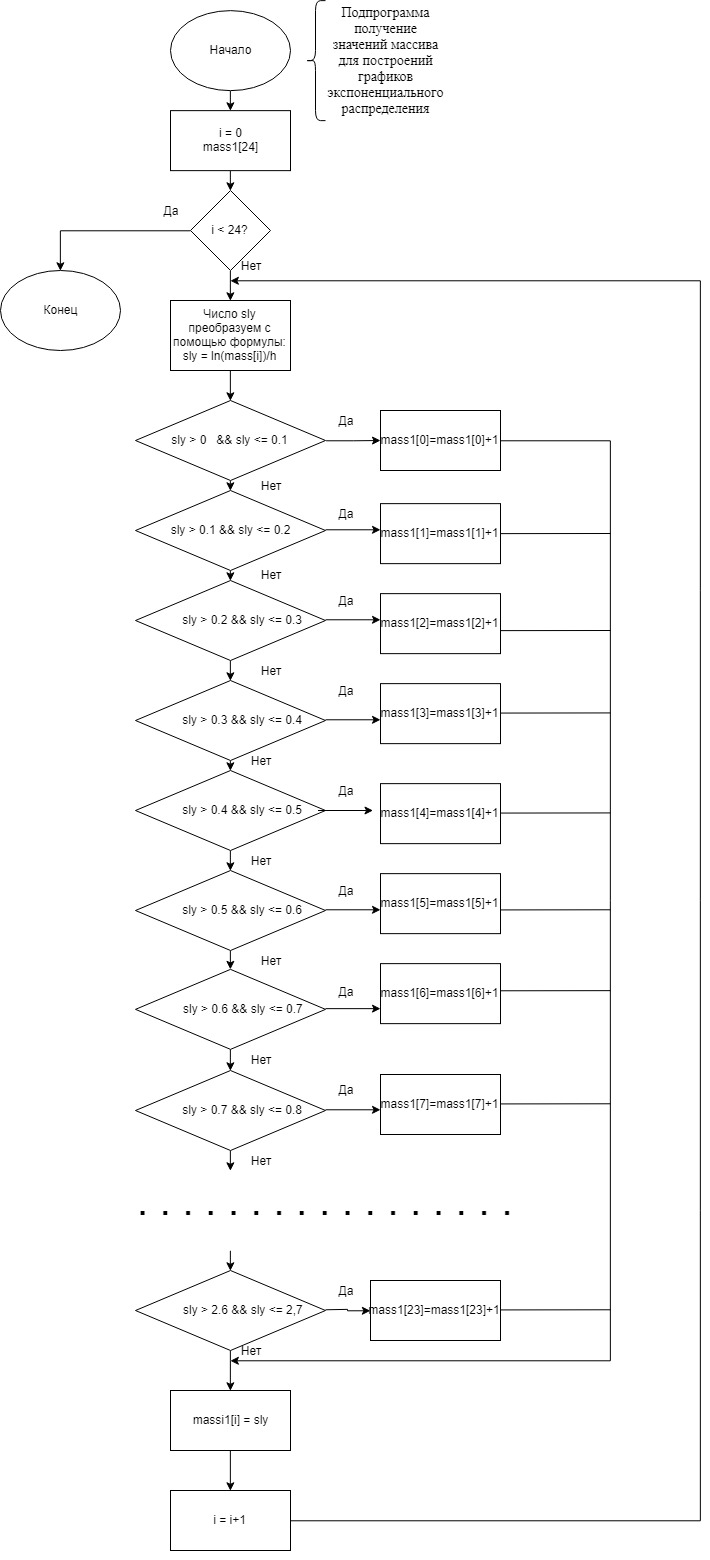 Начало
Подпрограмма
получение
значений массива
для построений
графиков
экспоненциального
распределения
i = 0
mass1[24]
Да
i < 24?
Нет
Конец
Число sly
преобразуем с
помощью формулы:
sly = ln(mass[i])/h
sly > 0 && sly <= 0.1
Да
mass1[0]=mass1[0]+1
Нет
sly > 0.1 && sly <= 0.2
Да
mass1[1]=mass1[1]+1
Нет
sly > 0.2 && sly <= 0.3
Да
mass1[2]=mass1[2]+1
Нет
sly > 0.3 && sly <= 0.4
Да
mass1[3]=mass1[3]+1
Нет
sly > 0.4 && sly <= 0.5
Да
mass1[4]=mass1[4]+1
Нет
sly > 0.5 && sly <= 0.6
Да
mass1[5]=mass1[5]+1
Нет
sly > 0.6 && sly <= 0.7
Да
mass1[6]=mass1[6]+1
Нет
sly > 0.7 && sly <= 0.8
Да
mass1[7]=mass1[7]+1
Нет
. . . . . . . . . . . . . . . . .
sly > 2.6 && sly <= 2,7
Да
mass1[23]=mass1[23]+1
Нет
massi1[i] = sly
i = i+1